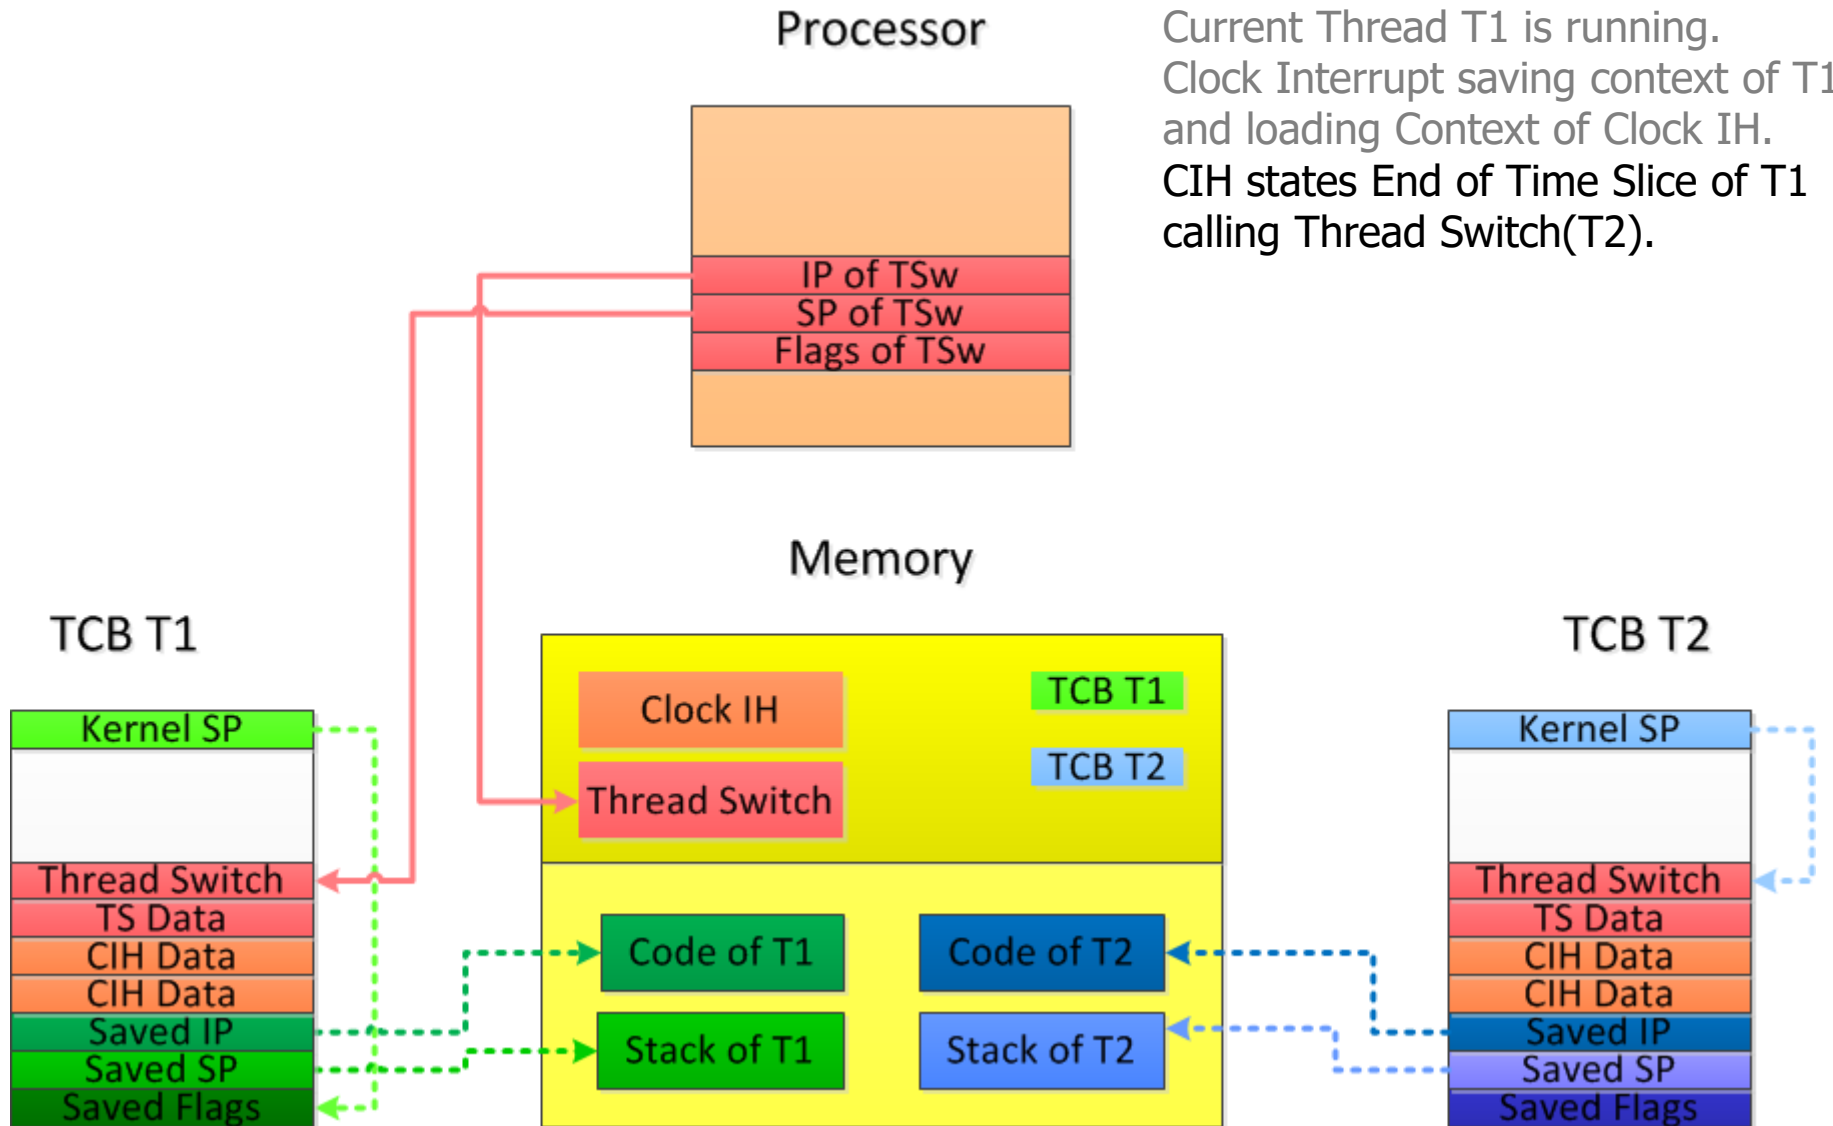 Processor
Current Thread T1 is running.
Clock Interrupt saving context of T1
and loading Context of Clock IH.
CIH states End of Time Slice of T1
calling Thread Switch(T2).
IP of TSw
SP of TSw
Flags of TSw
Memory
TCB T1
TCB T2
Clock IH
Thread Switch
TCB T1
TCB T2
Code of T1
Code of T2
Stack of T1
Stack of T2
Kernel SP
Thread Switch
TS Data
CIH Data
CIH Data
Saved IP
Saved SP
Saved Flags
Kernel SP
Thread Switch
TS Data
CIH Data
CIH Data
Saved IP
Saved SP
Saved Flags